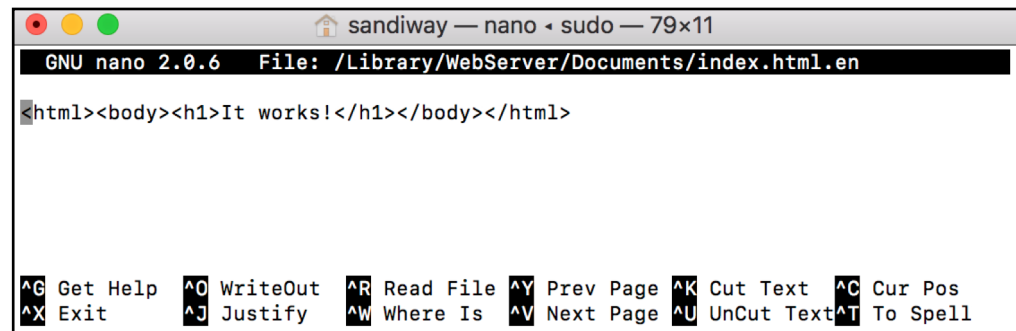 sandiway — nano ◂ sudo — 79×11
GNU nano 2.0.6 File: /Library/WebServer/Documents/index.html.en
<html><body><h1>It works!</h1></body></html>
^G Get Help ^O WriteOut ^R Read File ^Y Prev Page ^K Cut Text ^C Cur Pos
^X Exit ^J Justify ^W Where Is ^V Next Page ^U UnCut Text ^T To Spell